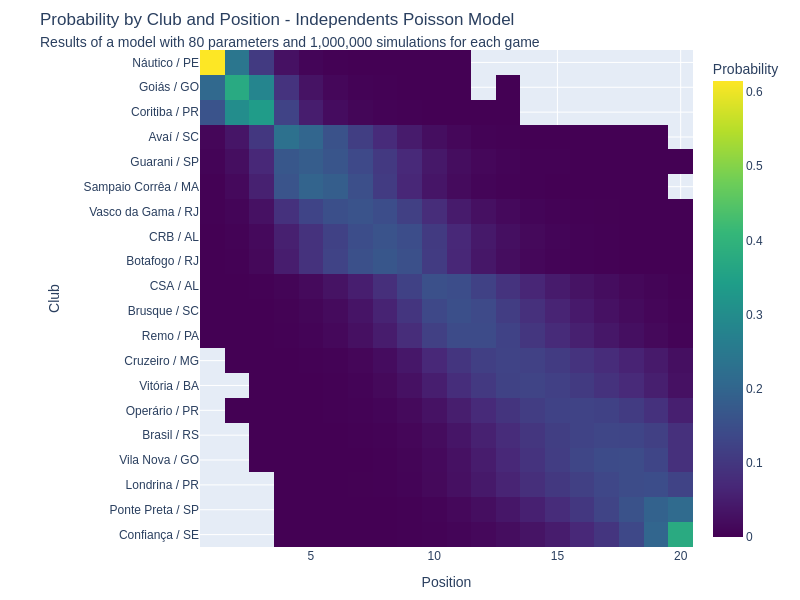 Probability by Club and Position - Independents Poisson Model
Results of a model with 80 parameters and 1,000,000 simulations for each game
Probability
Náutico / PE
Goiás / GO
Coritiba / PR
Avaí / SC
Guarani / SP
Sampaio Corrêa / MA
Vasco da Gama / RJ
CRB / AL
Botafogo / RJ
CSA / AL
Brusque / SC
Remo / PA
Cruzeiro / MG
Vitória / BA
Operário / PR
Brasil / RS
Vila Nova / GO
Londrina / PR
Ponte Preta / SP
Confiança / SE
Club
5
10
15
20
Position
0.6
0.5
0.4
0.3
0.2
0.1
0